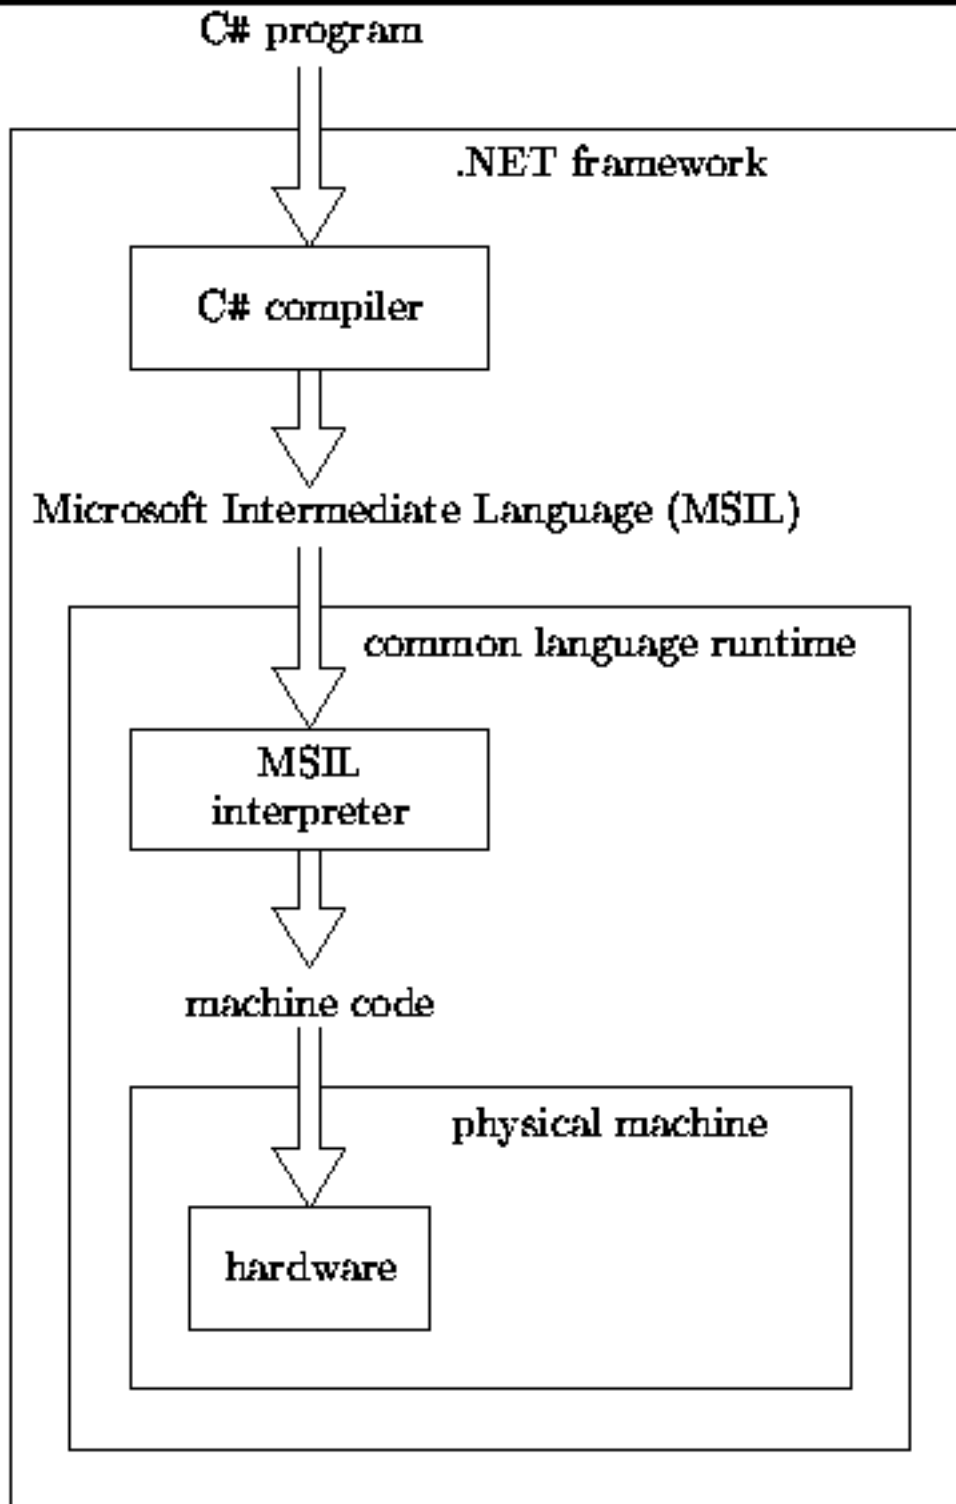 C# program
.NET framework
C# compiler
Microsoft Intermediate Language (MSIL)
common language runtime
MSIL
interpreter
machine code
physical machine
hardware